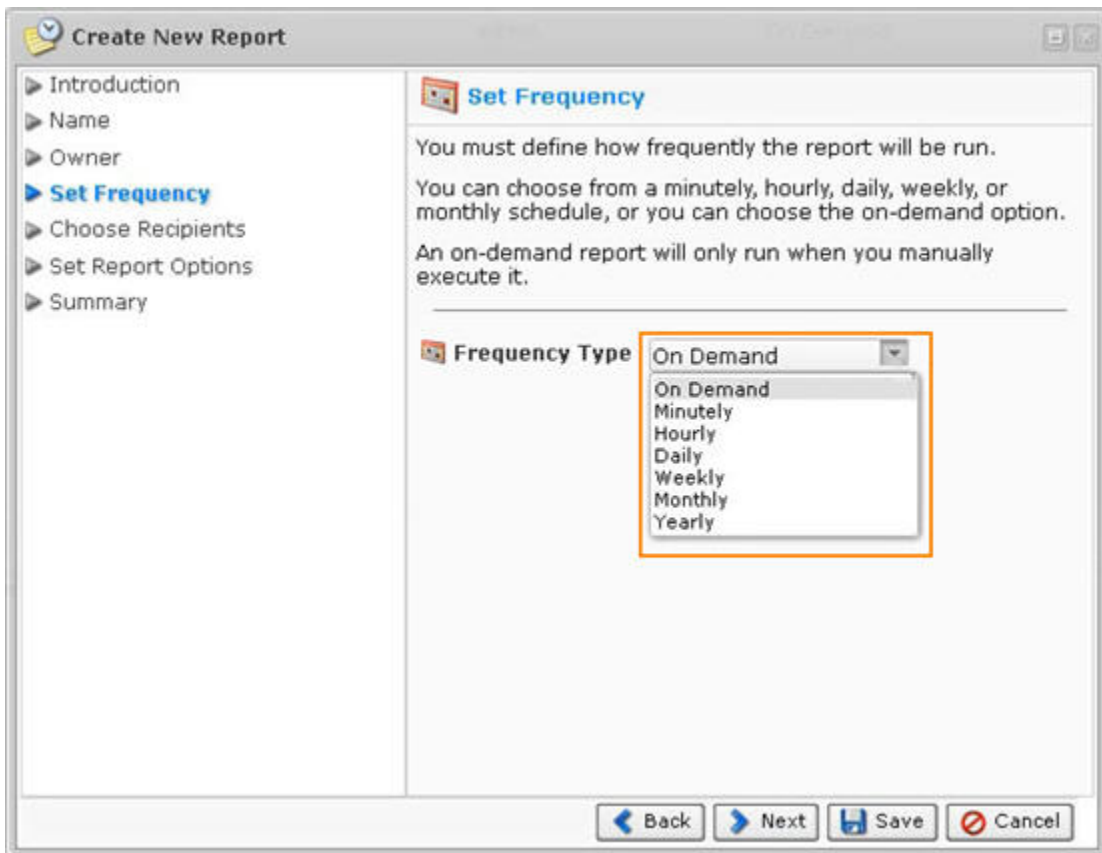 Create New Report
Introduction
Name
Owner
Set Frequency
Choose Recipients
Set Report Options
Summary
Set Frequency
You must define how frequently the report will be run.
You can choose from a minutely, hourly, daily, weekly, or
monthly schedule, or you can choose the on-demand option.
An on-demand report will only run when you manually
execute it.
Frequency Type On Demand
On Demand
Minutely
Hourly
Daily
Weekly
Monthly
Yearly
Back Next Save Cancel